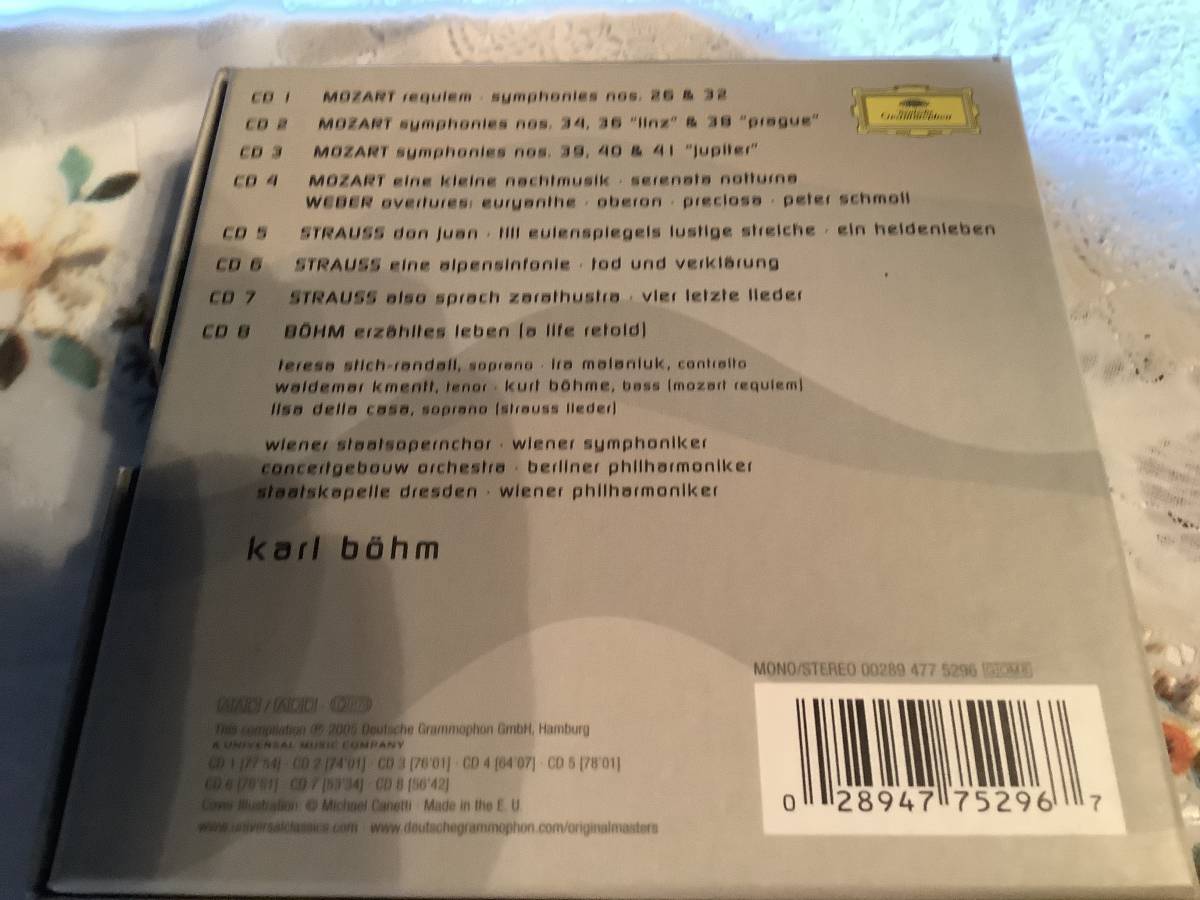 CD 1 MOZART requiem · symphonies nos. 26 & 32
CD 2 MOZART symphonies nos. 34, 36 "linz" & 38 "prague"
CD 3 MOZART symphonies nos. 39, 40 & 41 "jupiter"
CD 4 MOZART eine kleine nachtmusik · serenata notturna
WEBER overtures: euryanthe · oberon · preciosa · peter schmoll
CD 5 STRAUSS don juan · till eulenspiegels lustige streiche · ein heldenleben
CD 6 STRAUSS eine alpensinfonie · tod und verklärung
CD 7 STRAUSS also sprach zarathustra · vier letzte lieder
CD 8 BÖHM erzähltes leben (a life retold)
teresa stich-randall, soprano · ira malaniuk, contralto
waldemar kmentt, tenor · kurt böhme, bass (mozart requiem)
lisa della casa, soprano (strauss lieder)
wiener staatsopernchor · wiener symphoniker
concertgebouw orchestra · berliner philharmoniker
staatskapelle dresden · wiener philharmoniker
karl böhm
Deutsche Grammophon
MONO/STEREO 00289 477 5296
This compilation ℗ 2005 Deutsche Grammophon GmbH, Hamburg
A UNIVERSAL MUSIC COMPANY
CD 1 [77'54] · CD 2 [74'01] · CD 3 [76'01] · CD 4 [64'07] · CD 5 [78'01]
CD 6 · CD 7 [53'34] · CD 8 [56'42]
Cover Illustration: © Michael Canetti · Made in the E. U.
www.universalclassics.com · www.deutschegrammophon.com/originalmasters
0 28947 75296 7